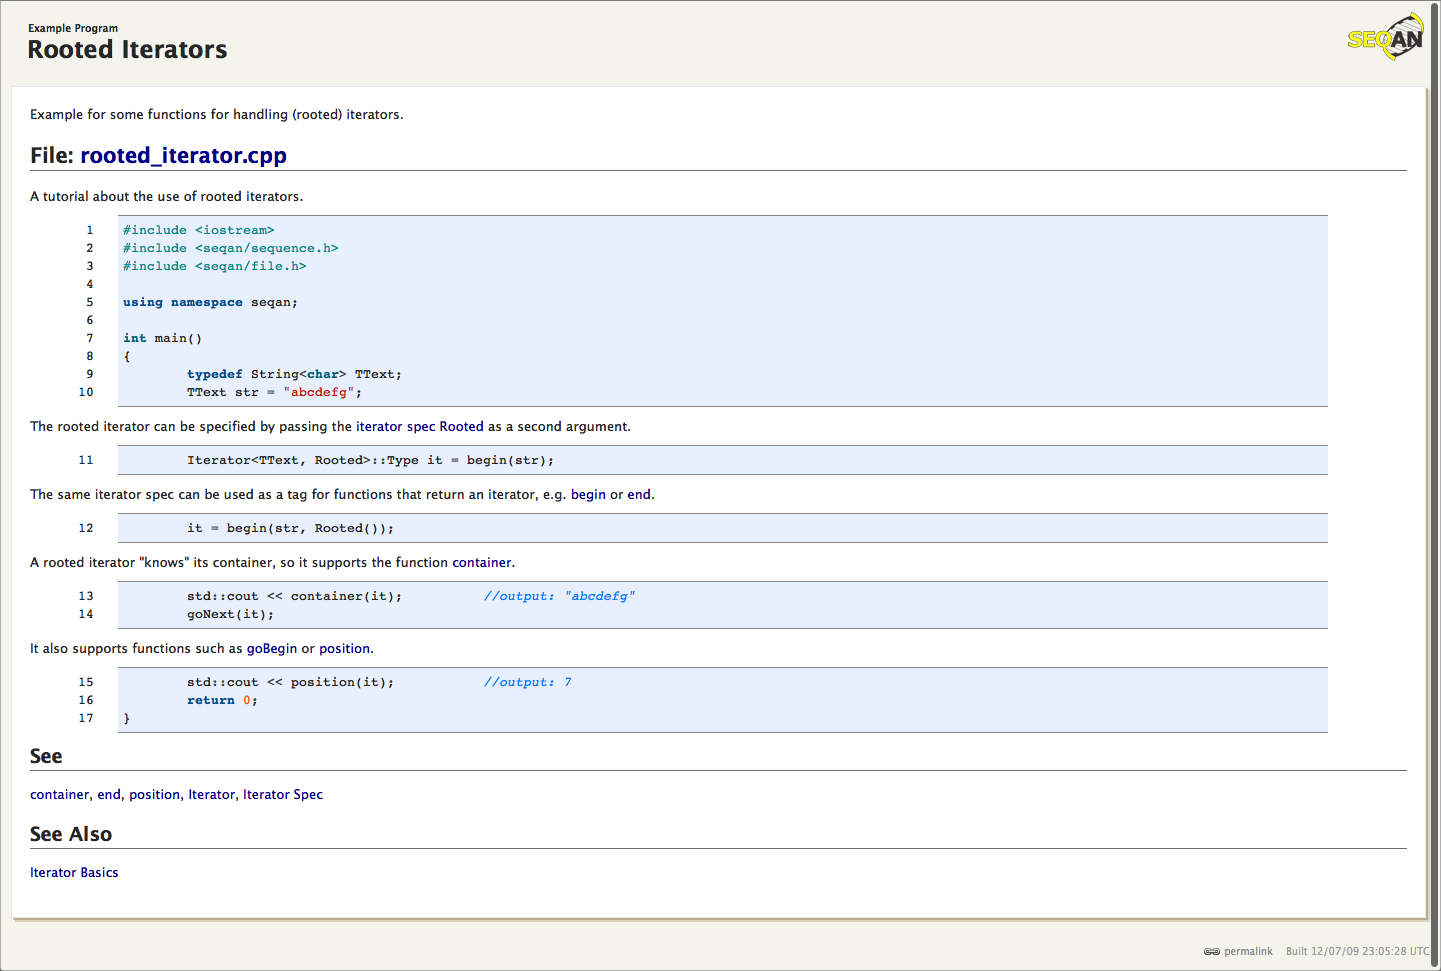 Example Program
Rooted Iterators
SEQAN
Example for some functions for handling (rooted) iterators.
File: rooted_iterator.cpp
A tutorial about the use of rooted iterators.
1 #include <iostream>
2 #include <seqan/sequence.h>
3 #include <seqan/file.h>
4
5 using namespace seqan;
6
7 int main()
8 {
9 typedef String<char> TText;
10 TText str = "abcdefg";
The rooted iterator can be specified by passing the iterator spec Rooted as a second argument.
11 Iterator<TText, Rooted>::Type it = begin(str);
The same iterator spec can be used as a tag for functions that return an iterator, e.g. begin or end.
12 it = begin(str, Rooted());
A rooted iterator "knows" its container, so it supports the function container.
13 std::cout << container(it); //output: "abcdefg"
14 goNext(it);
It also supports functions such as goBegin or position.
15 std::cout << position(it); //output: 7
16 return 0;
17 }
See
container, end, position, Iterator, Iterator Spec
See Also
Iterator Basics
permalink Built 12/07/09 23:05:28 UTC